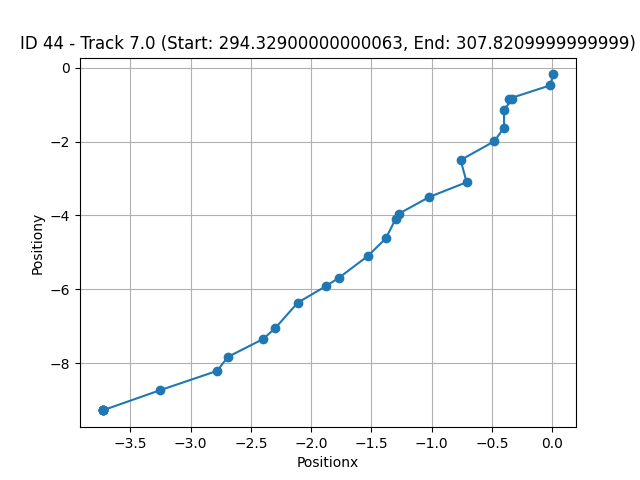 ID 44 - Track 7.0 (Start: 294.32900000000063, End: 307.8209999999999)
0
−2
−4
−6
−8
Positiony
−3.5 −3.0 −2.5 −2.0 −1.5 −1.0 −0.5 0.0
Positionx